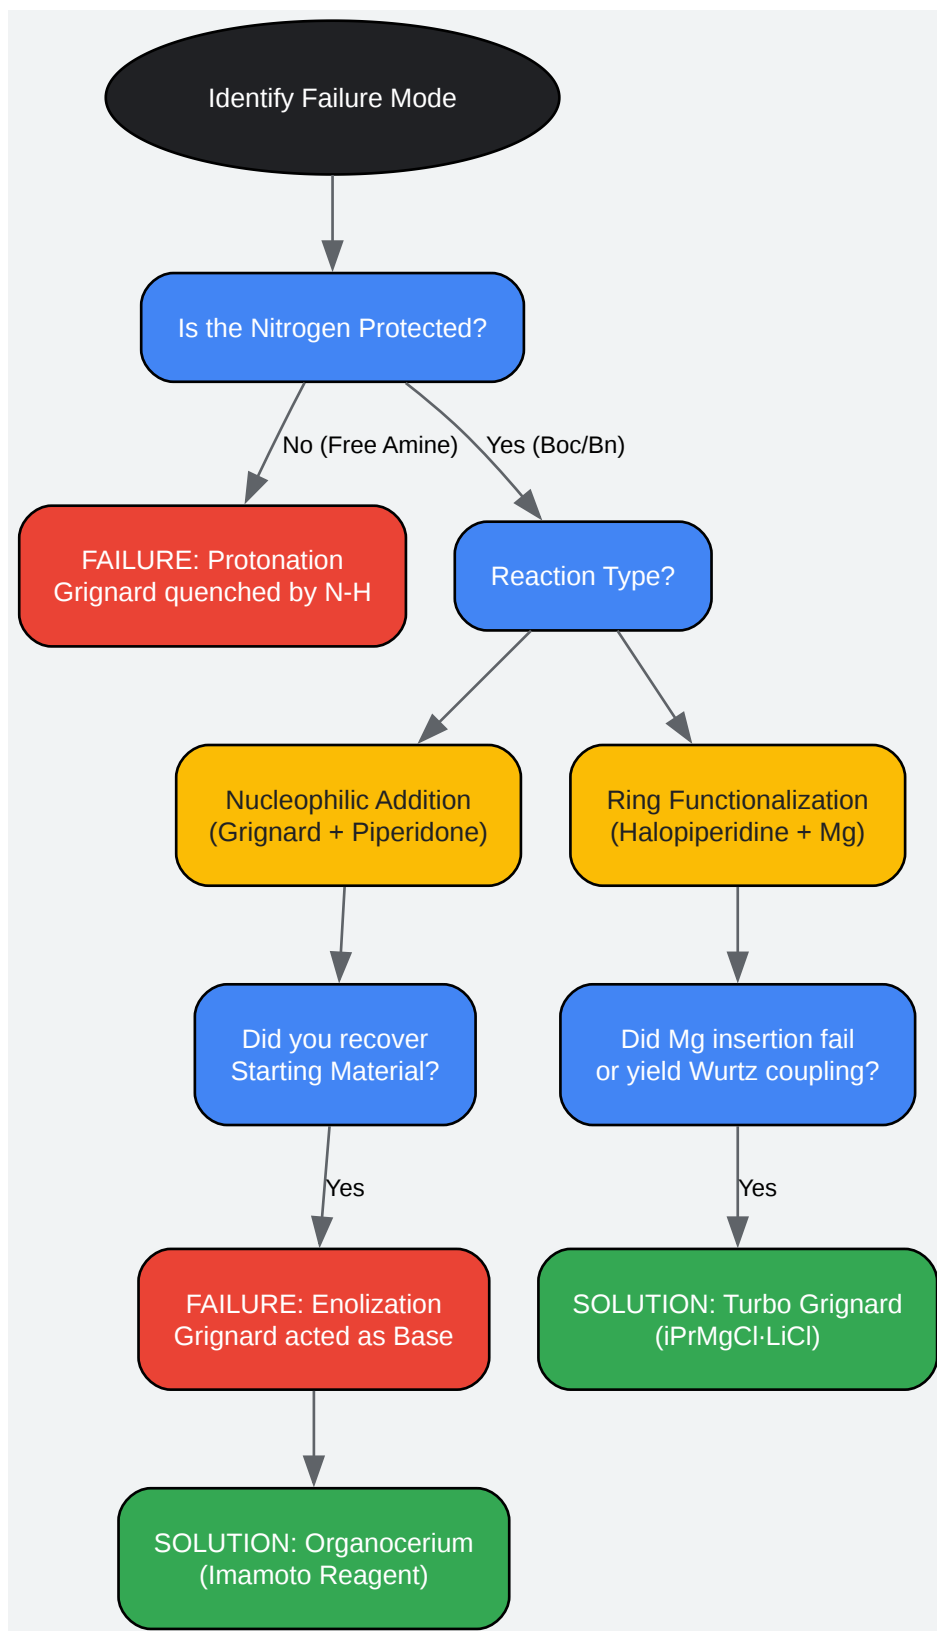 Identify Failure Mode
Is the Nitrogen Protected?
No (Free Amine)
Yes (Boc/Bn)
FAILURE: Protonation
Grignard quenched by N-H
Reaction Type?
Nucleophilic Addition
(Grignard + Piperidone)
Ring Functionalization
(Halopiperidine + Mg)
Did you recover
Starting Material?
Did Mg insertion fail
or yield Wurtz coupling?
Yes
Yes
FAILURE: Enolization
Grignard acted as Base
SOLUTION: Turbo Grignard
(iPrMgCl·LiCl)
SOLUTION: Organocerium
(Imamoto Reagent)